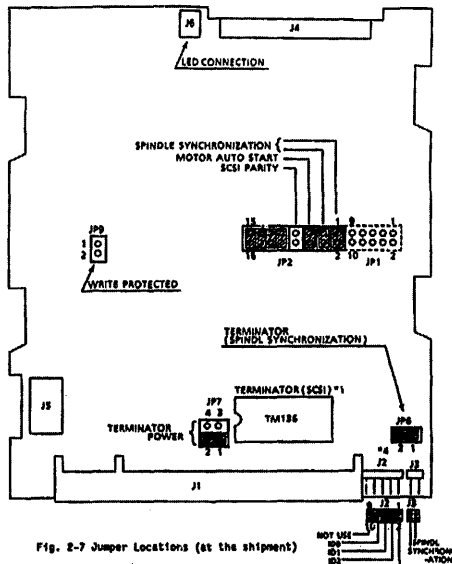 J6
J4
LED CONNECTION
SPINDLE SYNCHRONIZATION {
MOTOR AUTO START
SCSI PARITY
JP9
1
2
WRITE PROTECTED
15
1
9
1
16
2
10
2
JP2
JP1
TERMINATOR
(SPINDL SYNCHRONIZATION)
J5
JP7
4 3
TERMINATOR
POWER
2 1
TERMINATOR (SCSI) *1
TM136
2 1
*4
J2
J3
J1
J2
J3
NOT USE
ID0
ID1
ID2
SPINDL
SYNCHRON
-ATION
Fig. 2-7 Jumper Locations (at the shipment)